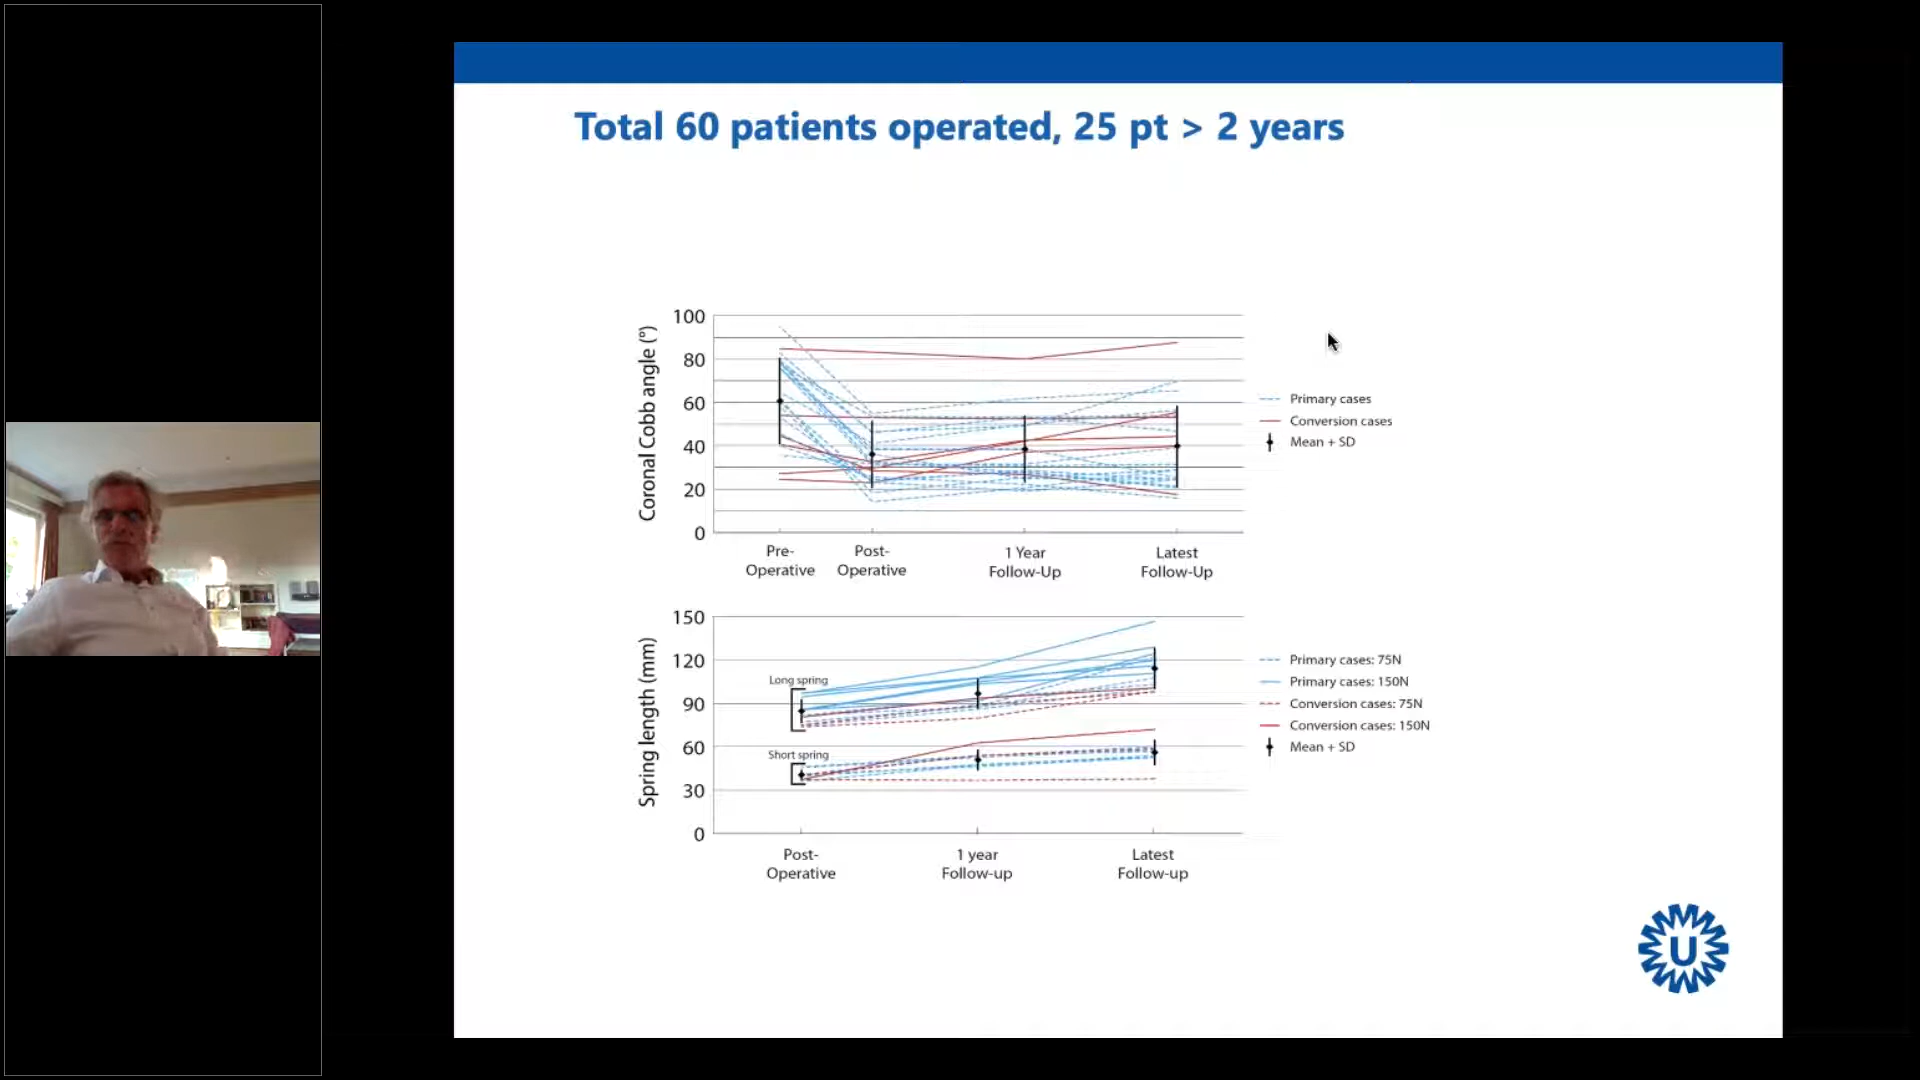 Total 60 patients operated, 25 pt > 2 years
Coronal Cobb angle (°)
100
80
60
40
20
0
Pre-
Operative
Post-
Operative
1 Year
Follow-Up
Latest
Follow-Up
Primary cases
Conversion cases
Mean + SD
Spring length (mm)
150
120
90
60
30
0
Long spring
Short spring
Post-
Operative
1 year
Follow-up
Latest
Follow-up
Primary cases: 75N
Primary cases: 150N
Conversion cases: 75N
Conversion cases: 150N
Mean + SD
U